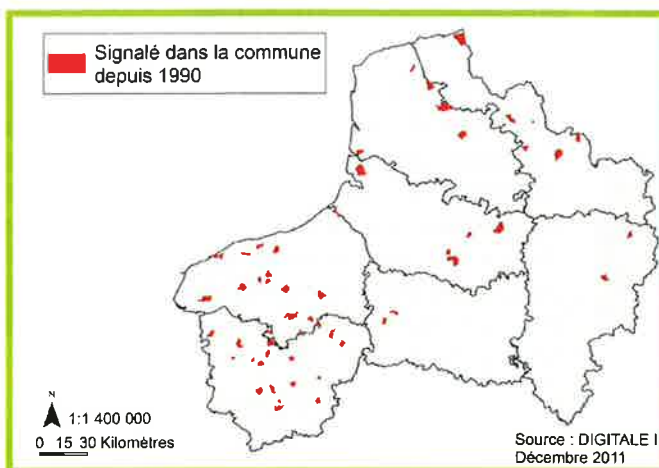 Signalé dans la commune
depuis 1990
N
1:1 400 000
0 15 30 Kilomètres
Source : DIGITALE I
Décembre 2011